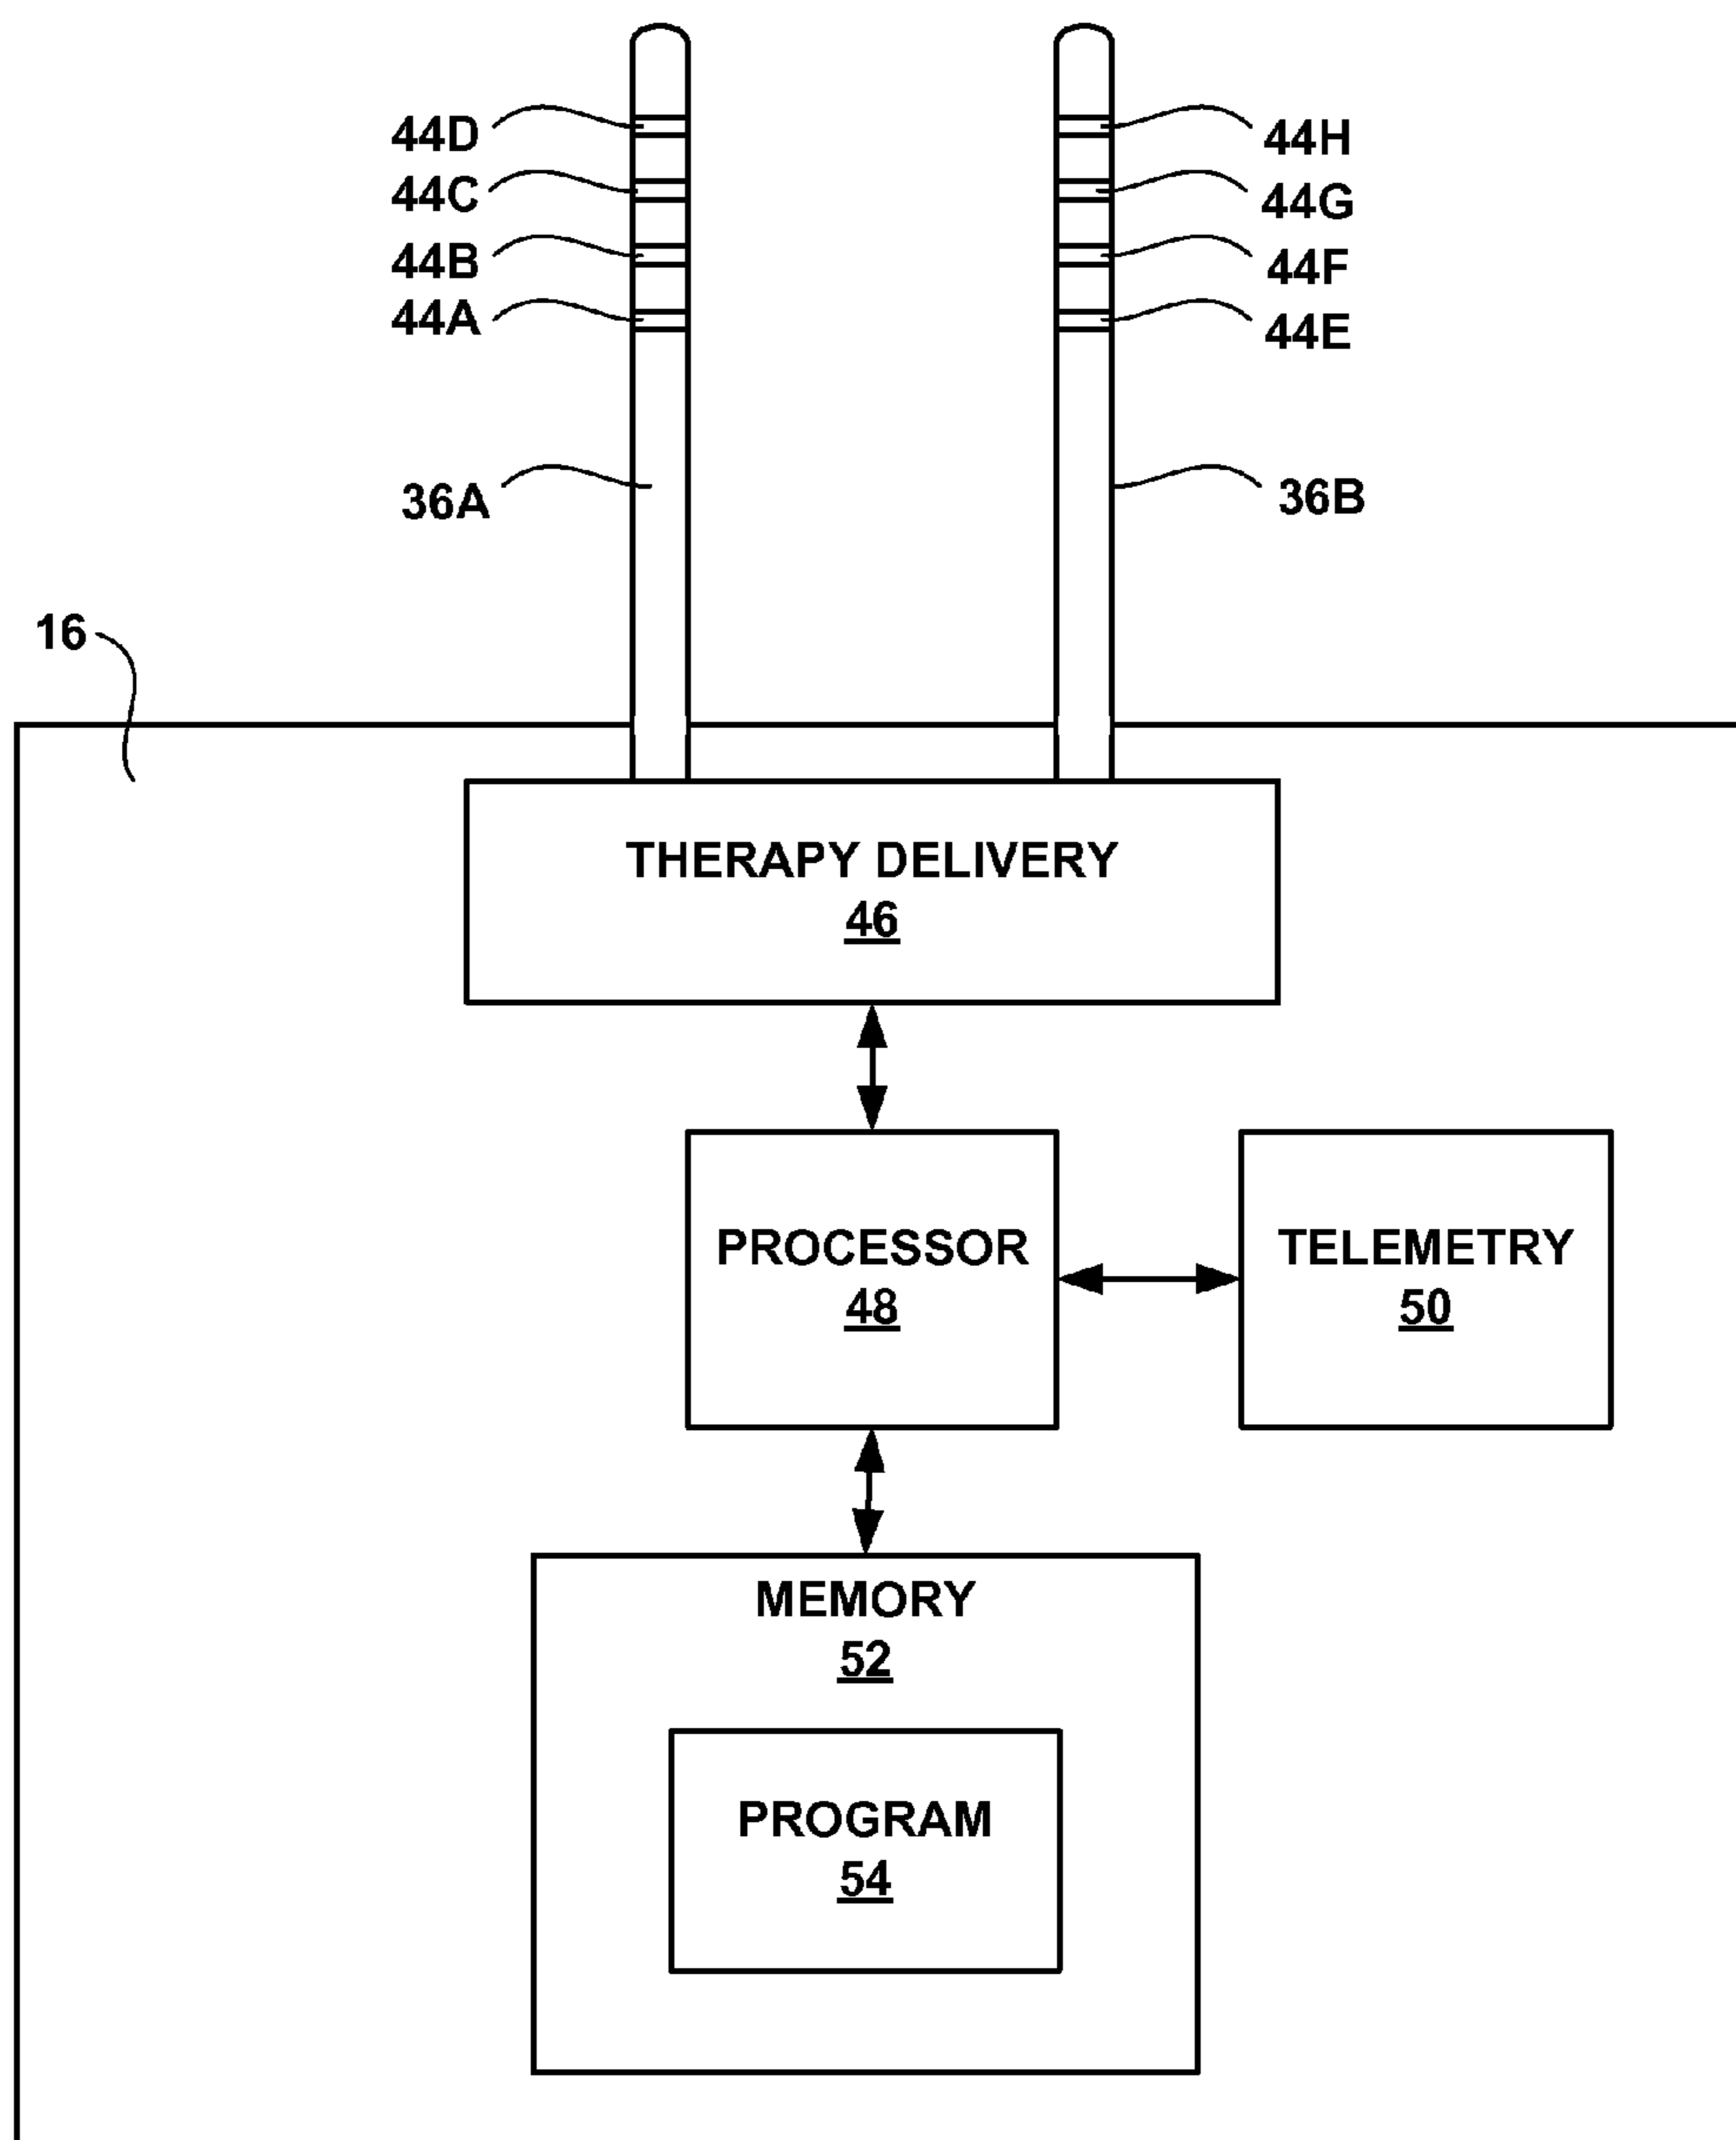 44D
44H
44C
44G
44B
44F
44A
44E
36A
36B
16
THERAPY DELIVERY
46
PROCESSOR
48
TELEMETRY
50
MEMORY
52
PROGRAM
54